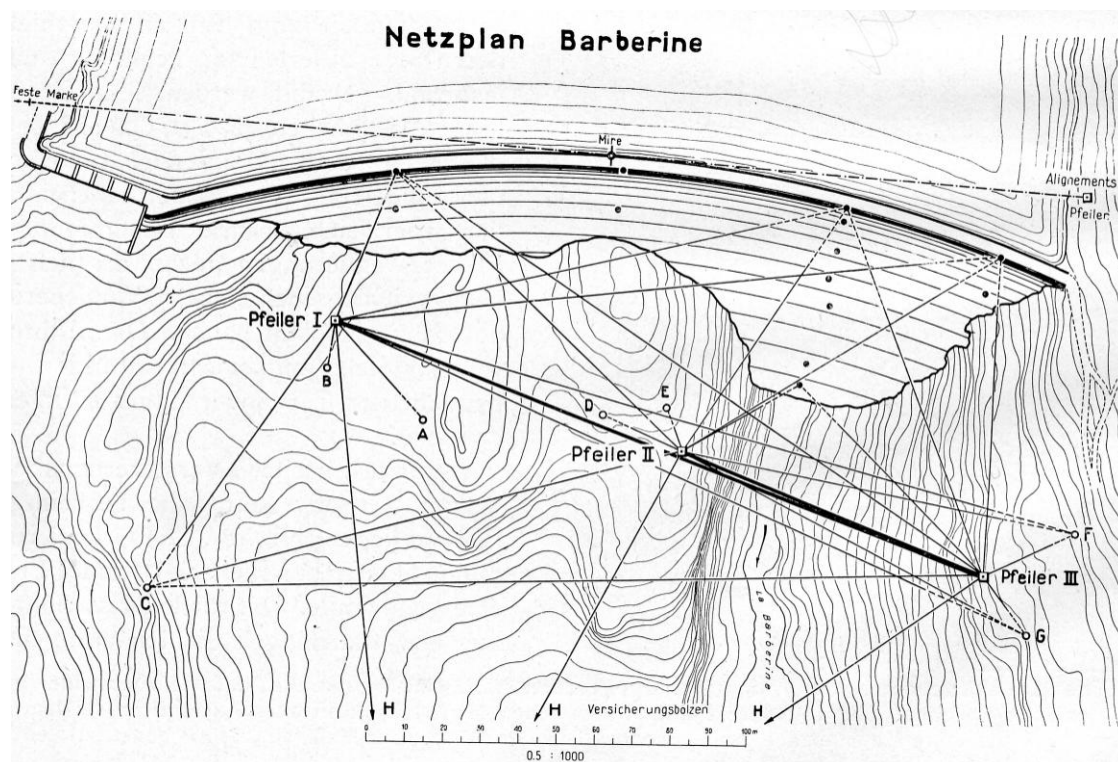 Netzplan Barberine
Feste Marke
Mire
Alignements
Pfeiler
Pfeiler I
B
A
D
E
Pfeiler II
F
C
Pfeiler III
La Barberine
G
H
H
Versicherungsbolzen
H
0 10 20 30 40 50 60 70 80 90 100 m
0.5 : 1000